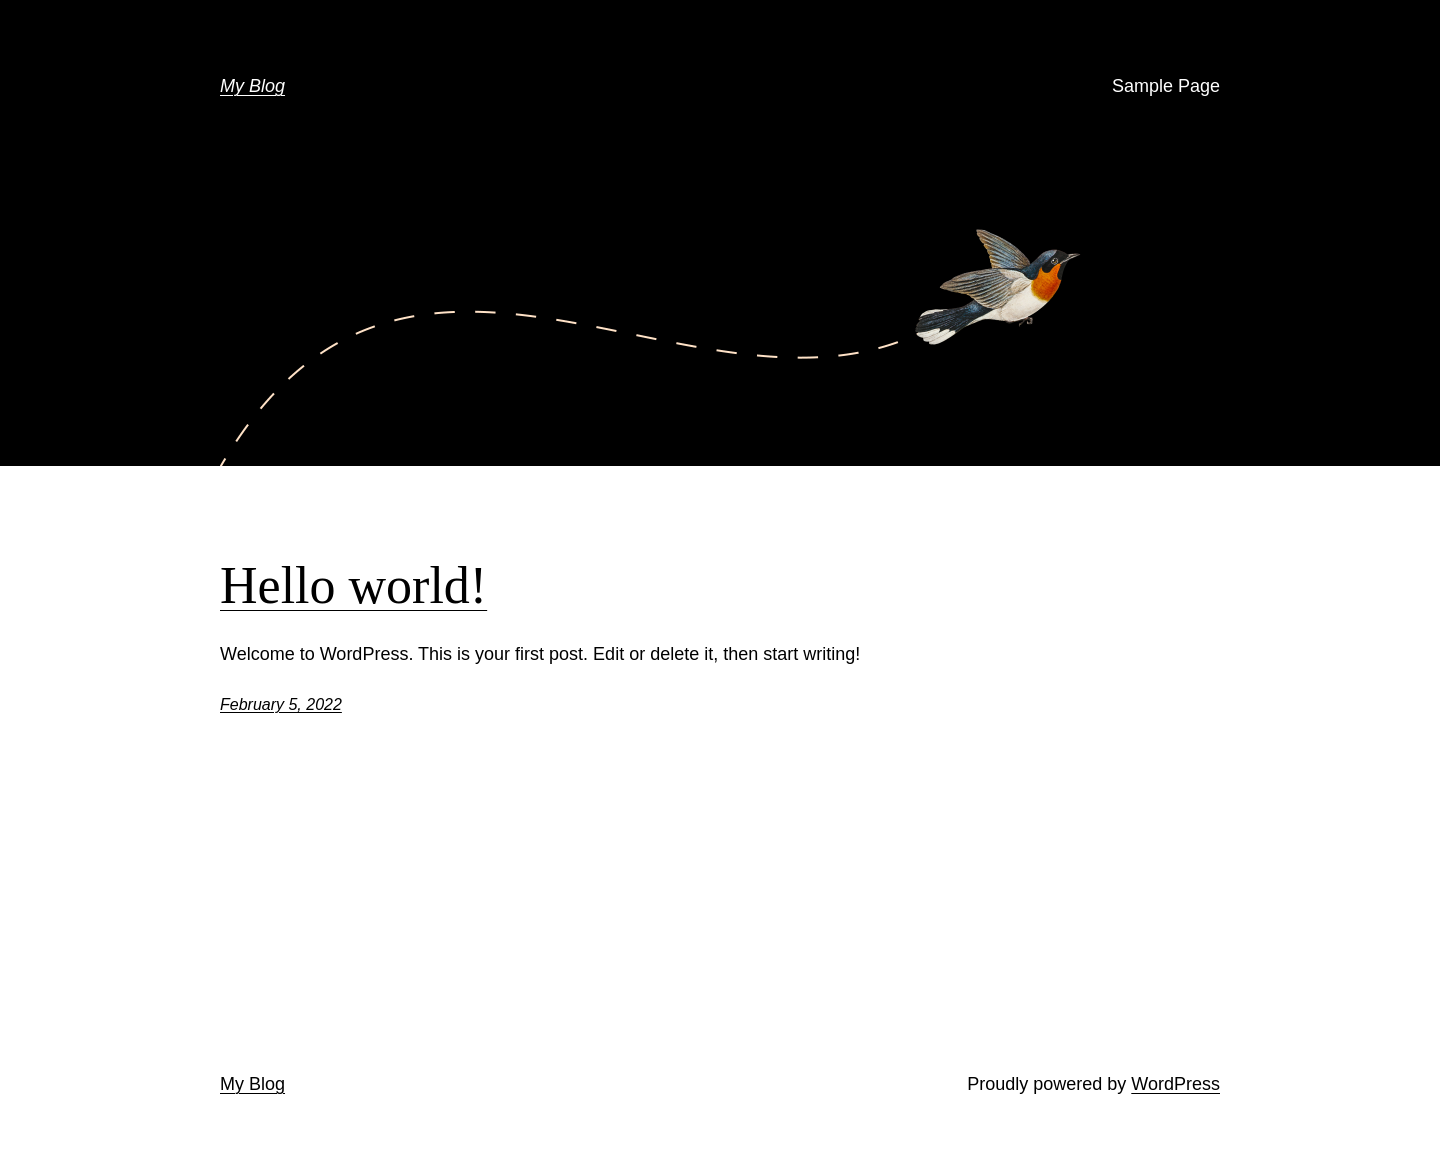 My Blog
Sample Page
Hello world!
Welcome to WordPress. This is your first post. Edit or delete it, then start writing!
February 5, 2022
My Blog
Proudly powered by WordPress